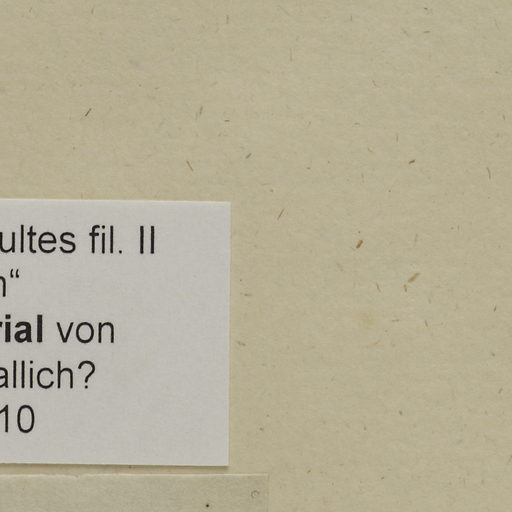 ultes fil. II
n“
rial von
allich?
10